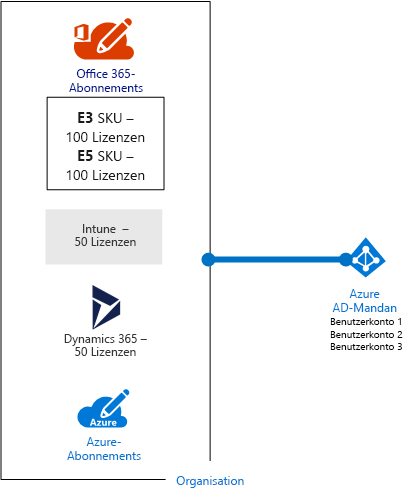 Office 365-
Abonnements
E3 SKU –
100 Lizenzen
E5 SKU –
100 Lizenzen
Intune –
50 Lizenzen
Dynamics 365 –
50 Lizenzen
Azure
Azure-
Abonnements
Organisation
Azure
AD-Mandan
Benutzerkonto 1
Benutzerkonto 2
Benutzerkonto 3